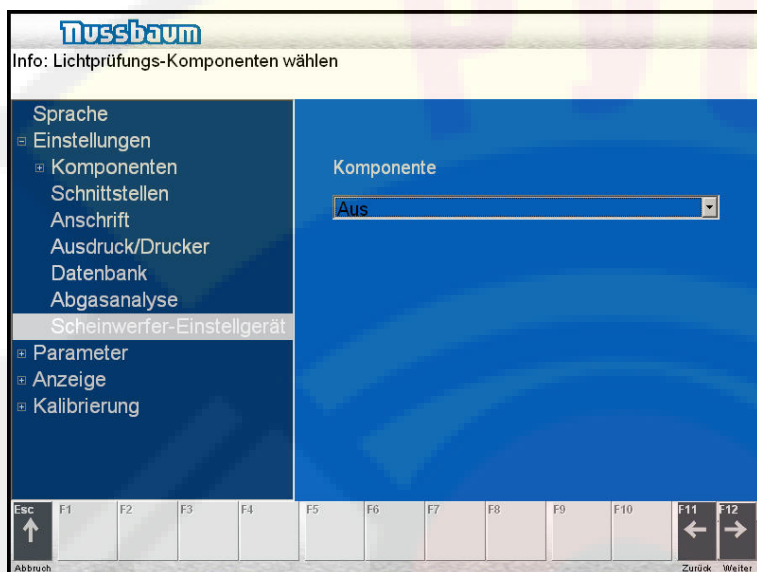 Nussbaum
Info: Lichtprüfungs-Komponenten wählen
Sprache
Einstellungen
Komponenten
Schnittstellen
Anschrift
Ausdruck/Drucker
Datenbank
Abgasanalyse
Scheinwerfer-Einstellgerät
Parameter
Anzeige
Kalibrierung
Komponente
Aus
Esc F1 F2 F3 F4 F5 F6 F7 F8 F9 F10 F11 F12
Abbruch Zurück Weiter